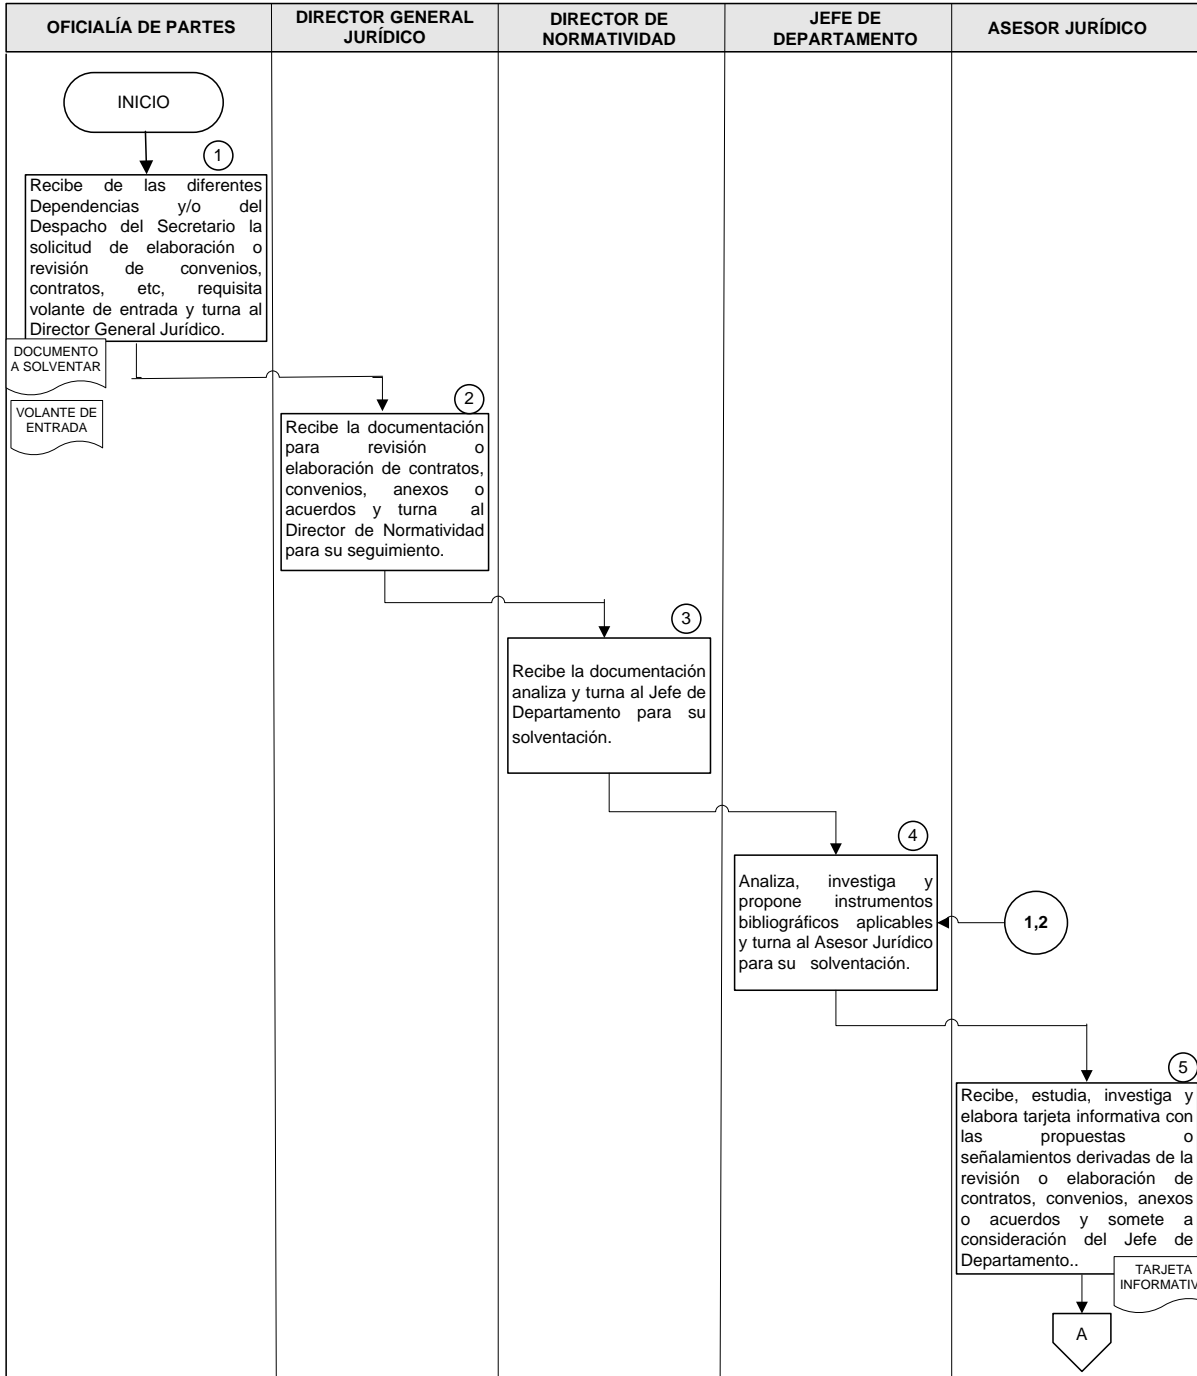 OFICIALÍA DE PARTES
DIRECTOR GENERAL
JURÍDICO
DIRECTOR DE
NORMATIVIDAD
JEFE DE
DEPARTAMENTO
ASESOR JURÍDICO
INICIO
1
Recibe de las diferentes
Dependencias y/o del
Despacho del Secretario la
solicitud de elaboración o
revisión de convenios,
contratos, etc, requisita
volante de entrada y turna al
Director General Jurídico.
DOCUMENTO
A SOLVENTAR
VOLANTE DE
ENTRADA
2
Recibe la documentación
para revisión o
elaboración de contratos,
convenios, anexos o
acuerdos y turna al
Director de Normatividad
para su seguimiento.
3
Recibe la documentación
analiza y turna al Jefe de
Departamento para su
solventación.
4
Analiza, investiga y
propone instrumentos
bibliográficos aplicables
y turna al Asesor Jurídico
para su solventación.
1,2
5
Recibe, estudia, investiga y
elabora tarjeta informativa con
las propuestas o
señalamientos derivadas de la
revisión o elaboración de
contratos, convenios, anexos
o acuerdos y somete a
consideración del Jefe de
Departamento..
TARJETA
INFORMATIV
A